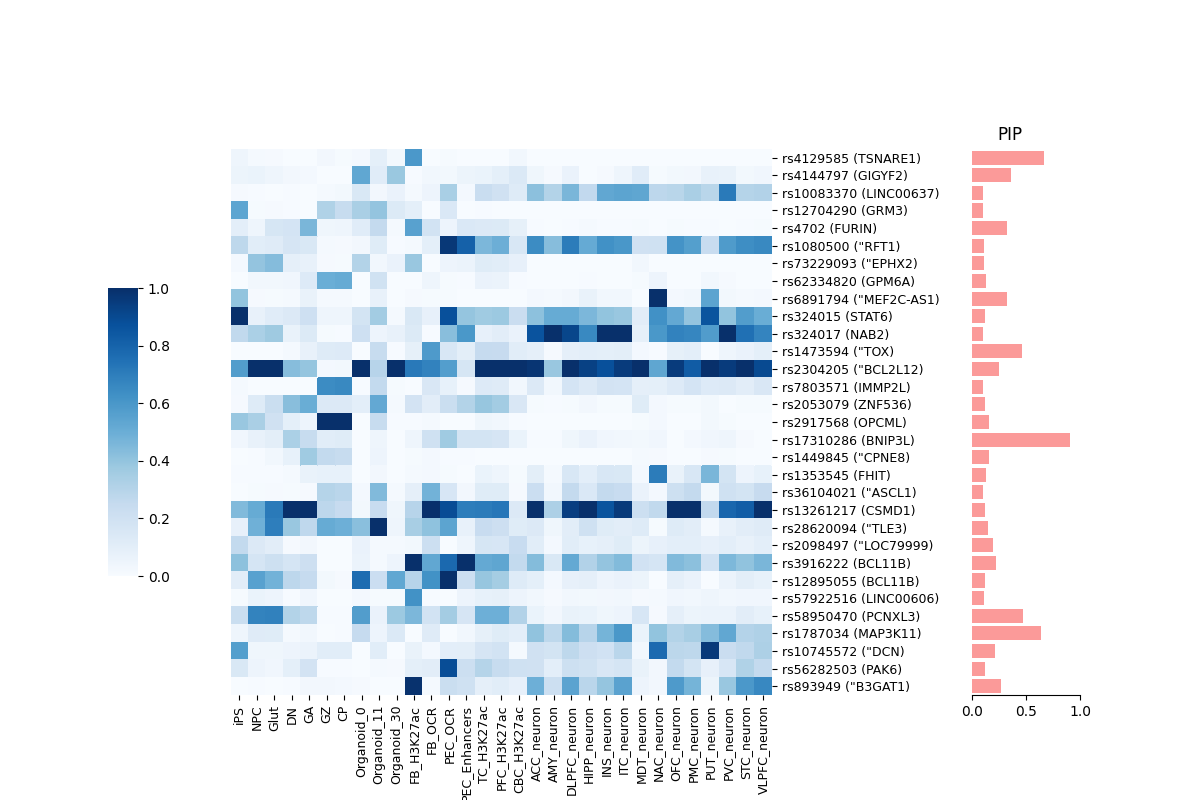 PIP
rs4129585 (TSNARE1)
rs4144797 (GIGYF2)
rs10083370 (LINC00637)
rs12704290 (GRM3)
rs4702 (FURIN)
rs1080500 ("RFT1)
rs73229093 ("EPHX2)
rs62334820 (GPM6A)
rs6891794 ("MEF2C-AS1)
rs324015 (STAT6)
rs324017 (NAB2)
rs1473594 ("TOX)
rs2304205 ("BCL2L12)
rs7803571 (IMMP2L)
rs2053079 (ZNF536)
rs2917568 (OPCML)
rs17310286 (BNIP3L)
rs1449845 ("CPNE8)
rs1353545 (FHIT)
rs36104021 ("ASCL1)
rs13261217 (CSMD1)
rs28620094 ("TLE3)
rs2098497 ("LOC79999)
rs3916222 (BCL11B)
rs12895055 (BCL11B)
rs57922516 (LINC00606)
rs58950470 (PCNXL3)
rs1787034 (MAP3K11)
rs10745572 ("DCN)
rs56282503 (PAK6)
rs893949 ("B3GAT1)
1.0
0.8
0.6
0.4
0.2
0.0
iPS
NPC
Glut
DN
GA
GZ
CP
Organoid_0
Organoid_11
Organoid_30
FB_H3K27ac
FB_OCR
PEC_OCR
PEC_Enhancers
TC_H3K27ac
PFC_H3K27ac
CBC_H3K27ac
ACC_neuron
AMY_neuron
DLPFC_neuron
HIPP_neuron
INS_neuron
ITC_neuron
MDT_neuron
NAC_neuron
OFC_neuron
PMC_neuron
PUT_neuron
PVC_neuron
STC_neuron
VLPFC_neuron
0.0 0.5 1.0